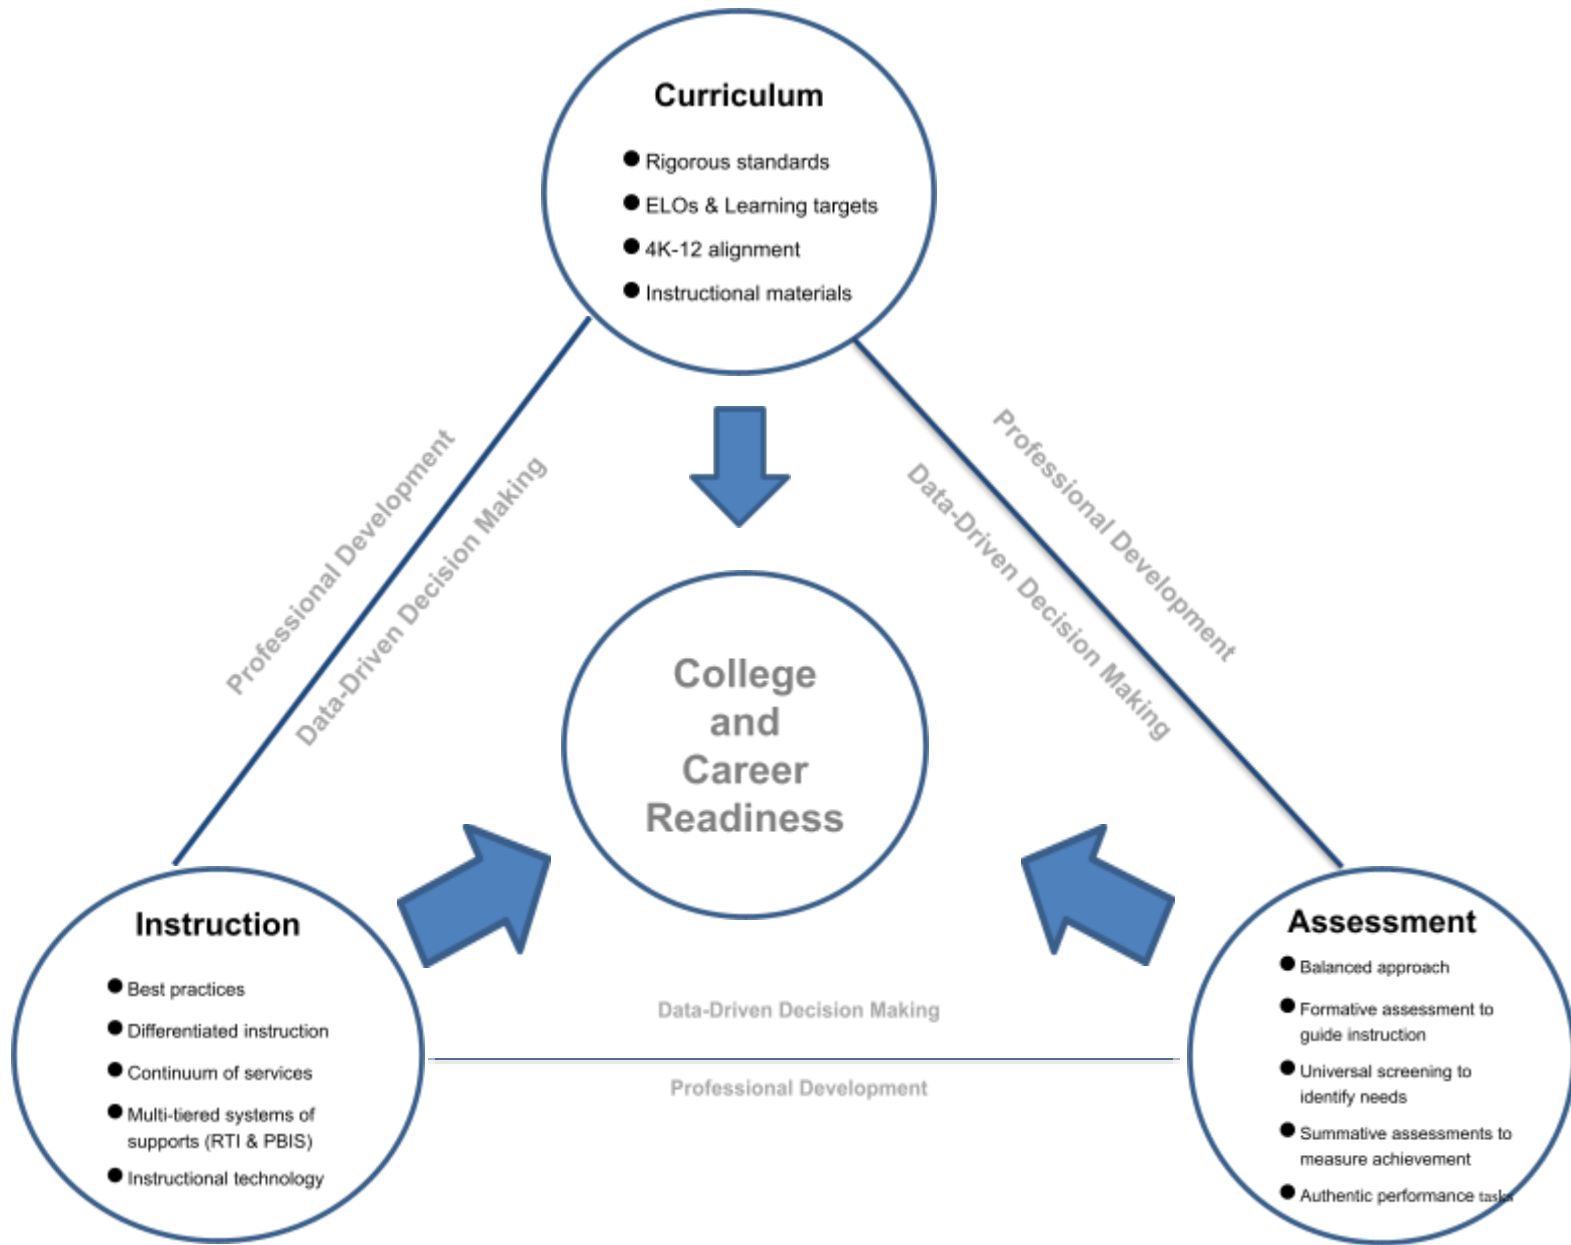 Curriculum
● Rigorous standards
● ELOs & Learning targets
● 4K-12 alignment
● Instructional materials
Professional Development
Data-Driven Decision Making
Professional Development
Data-Driven Decision Making
College
and
Career
Readiness
Instruction
● Best practices
● Differentiated instruction
● Continuum of services
● Multi-tiered systems of
supports (RTI & PBIS)
● Instructional technology
Data-Driven Decision Making
Professional Development
Assessment
● Balanced approach
● Formative assessment to
guide instruction
● Universal screening to
identify needs
● Summative assessments to
measure achievement
● Authentic performance tasks